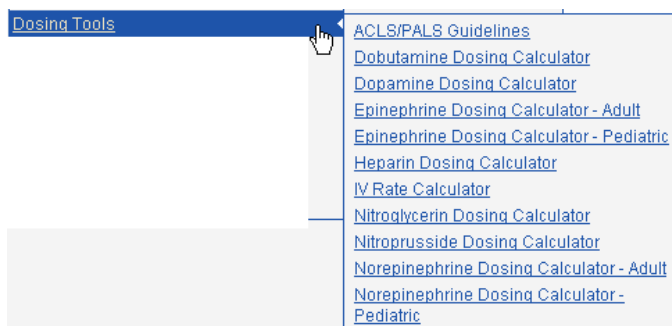 Dosing Tools
ACLS/PALS Guidelines
Dobutamine Dosing Calculator
Dopamine Dosing Calculator
Epinephrine Dosing Calculator - Adult
Epinephrine Dosing Calculator - Pediatric
Heparin Dosing Calculator
IV Rate Calculator
Nitroglycerin Dosing Calculator
Nitroprusside Dosing Calculator
Norepinephrine Dosing Calculator - Adult
Norepinephrine Dosing Calculator -
Pediatric